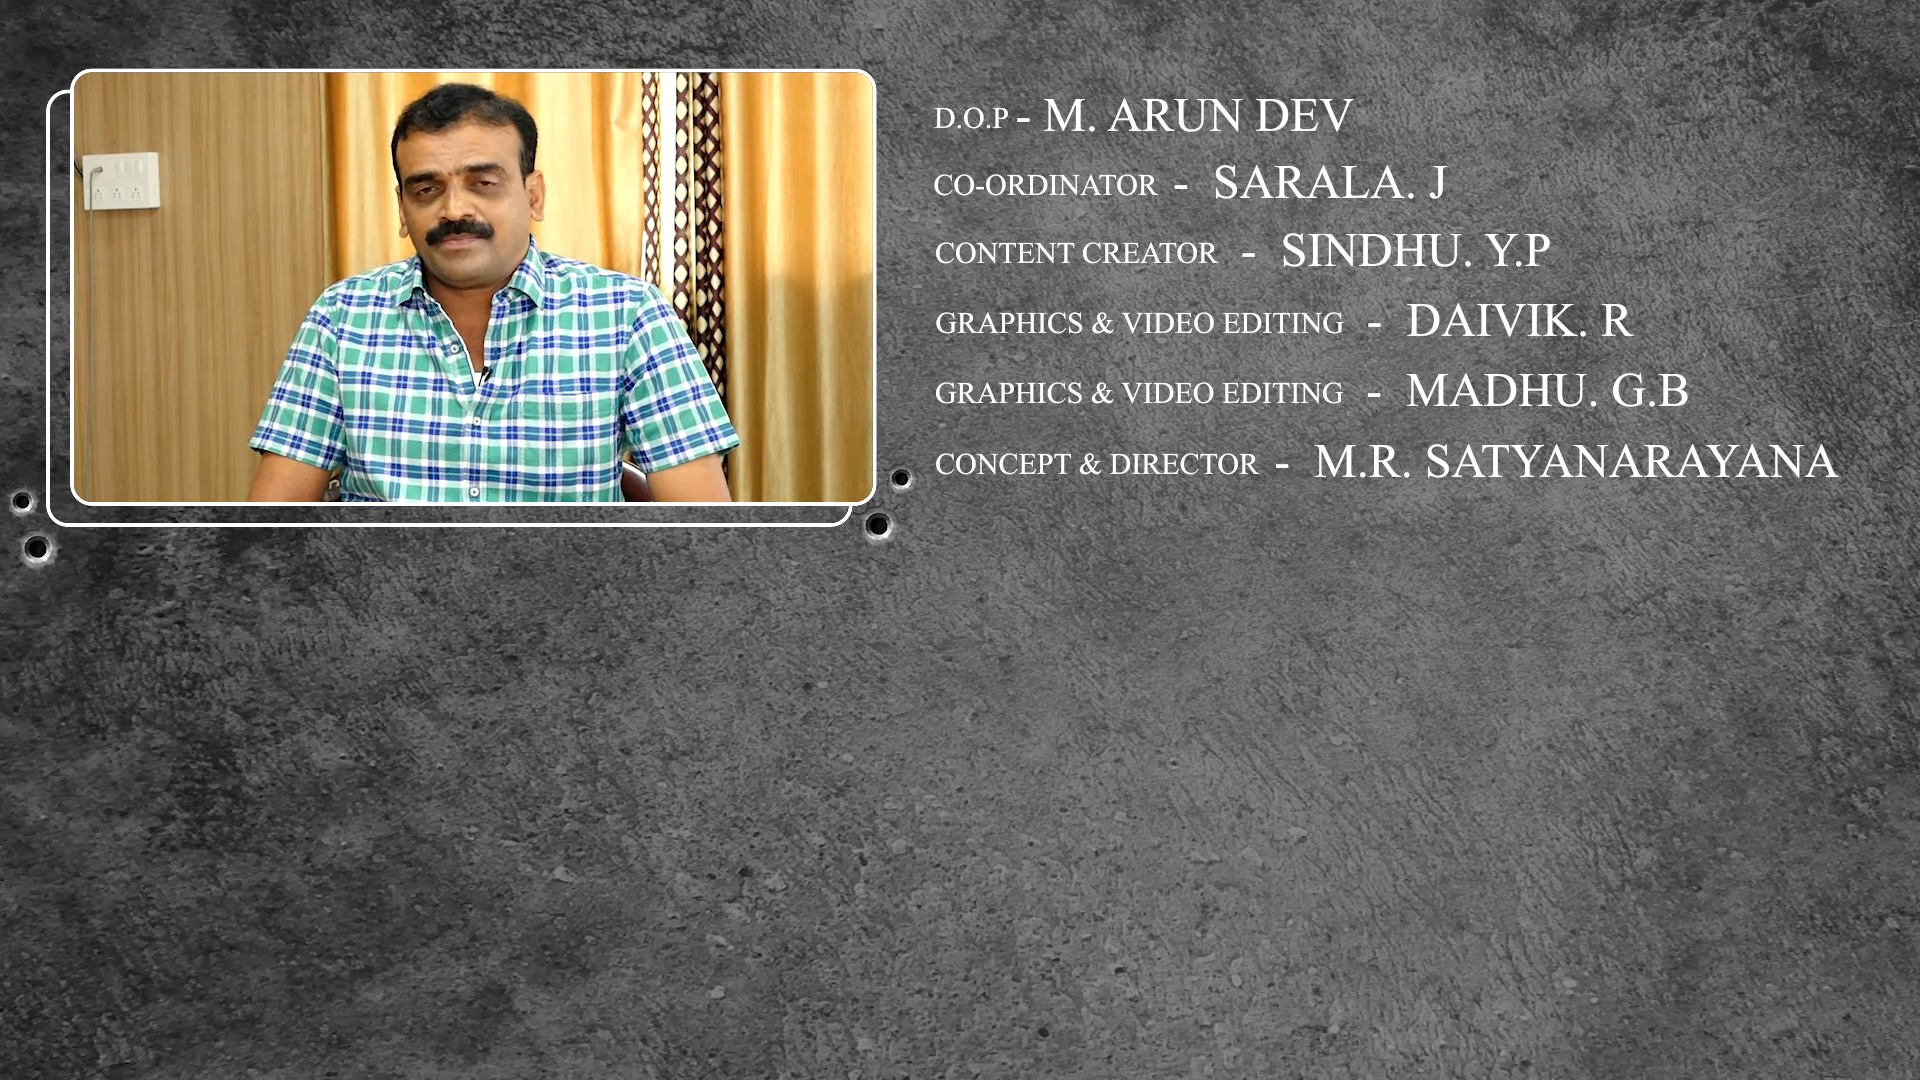 D.O.P - M. ARUN DEV
CO-ORDINATOR - SARALA. J
CONTENT CREATOR - SINDHU. Y.P
GRAPHICS & VIDEO EDITING - DAIVIK. R
GRAPHICS & VIDEO EDITING - MADHU. G.B
CONCEPT & DIRECTOR - M.R. SATYANARAYANA